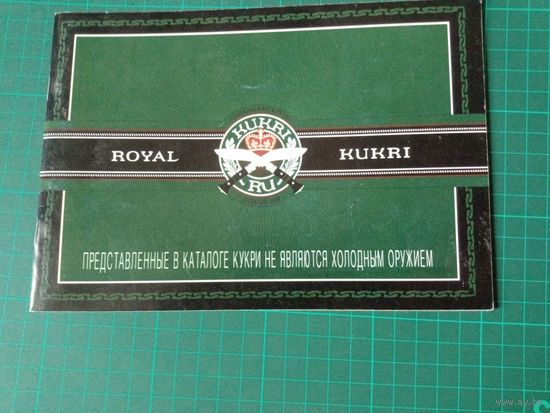 KUKRI
ROYAL KUKRI
RU
ПРЕДСТАВЛЕННЫЕ В КАТАЛОГЕ КУКРИ НЕ ЯВЛЯЮТСЯ ХОЛОДНЫМ ОРУЖИЕМ